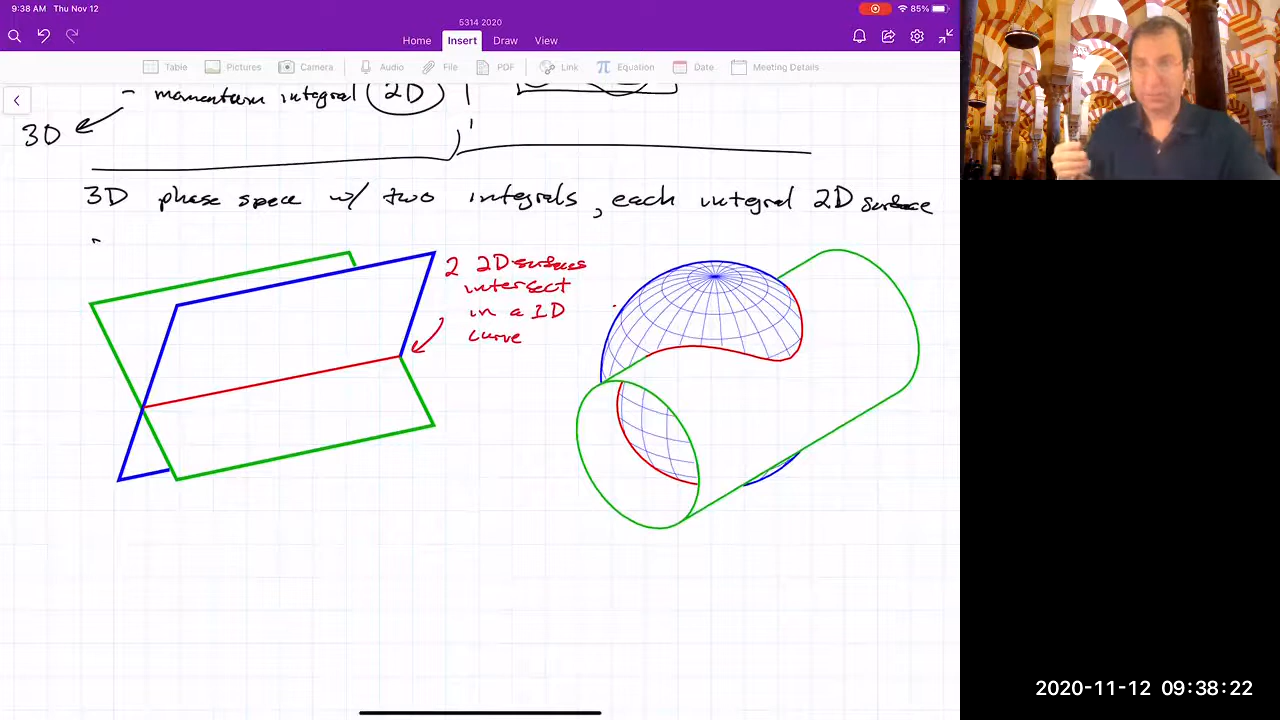 9:38 AM Thu Nov 12
85%
5314 2020
Home Insert Draw View
Table Pictures Camera Audio File PDF Link Equation Date Meeting Details
- momentum integral 2D
3D
3D phase space w/ two integrals, each integral 2D surface
2 2D surfaces
intersect
in a 1D
curve
2020-11-12 09:38:22